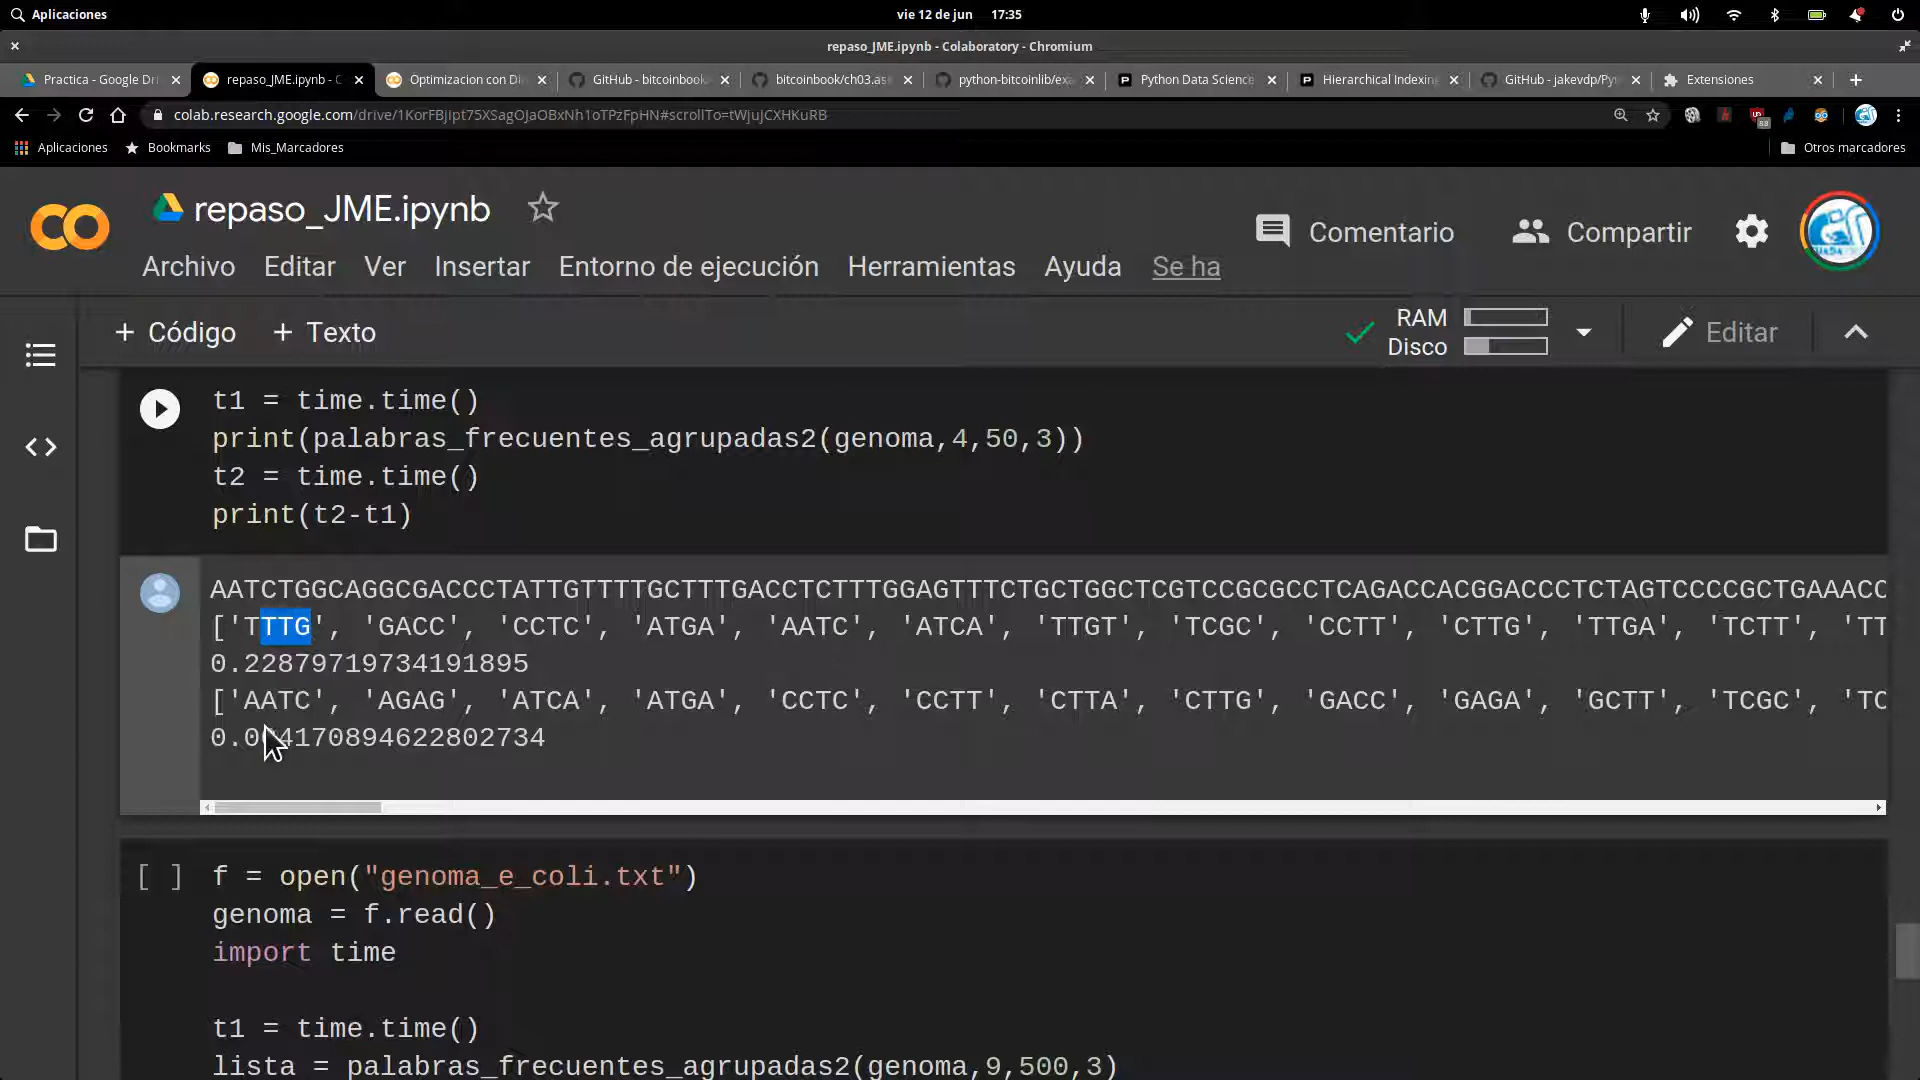 Aplicaciones
vie 12 de jun 17:35
repaso_JME.ipynb - Colaboratory - Chromium
Practica - Google Dri
repaso_JME.ipynb - C
Optimizacion con Di
GitHub - bitcoinbook
bitcoinbook/ch03.as
python-bitcoinlib/exa
Python Data Science
Hierarchical Indexing
GitHub - jakevdp/Pyt
Extensiones
colab.research.google.com/drive/
Aplicaciones
Bookmarks
Mis_Marcadores
Otros marcadores
CO
repaso_JME.ipynb
Comentario
Compartir
Archivo Editar Ver Insertar Entorno de ejecución Herramientas Ayuda Se ha
+ Código + Texto
RAM
Disco
Editar
t1 = time.time()
print(palabras_frecuentes_agrupadas2(genoma,4,50,3))
t2 = time.time()
print(t2-t1)
AATCTGGCAGGCGACCCTATTGTTTTGCTTTGACCTCTTTGGAGTTTCTGCTGGCTCGTCCGCGCCTCAGACCACGGACCCTCTAGTCCCCGCTGAAACC
['TTTG', 'GACC', 'CCTC', 'ATGA', 'AATC', 'ATCA', 'TTGT', 'TCGC', 'CCTT', 'CTTG', 'TTGA', 'TCTT', 'TT
0.22879719734191895
['AATC', 'AGAG', 'ATCA', 'ATGA', 'CCTC', 'CCTT', 'CTTA', 'CTTG', 'GACC', 'GAGA', 'GCTT', 'TCGC', 'TC
[ ] f = open("genoma_e_coli.txt")
genoma = f.read()
import time
t1 = time.time()
lista = palabras_frecuentes_agrupadas2(genoma,9,500,3)